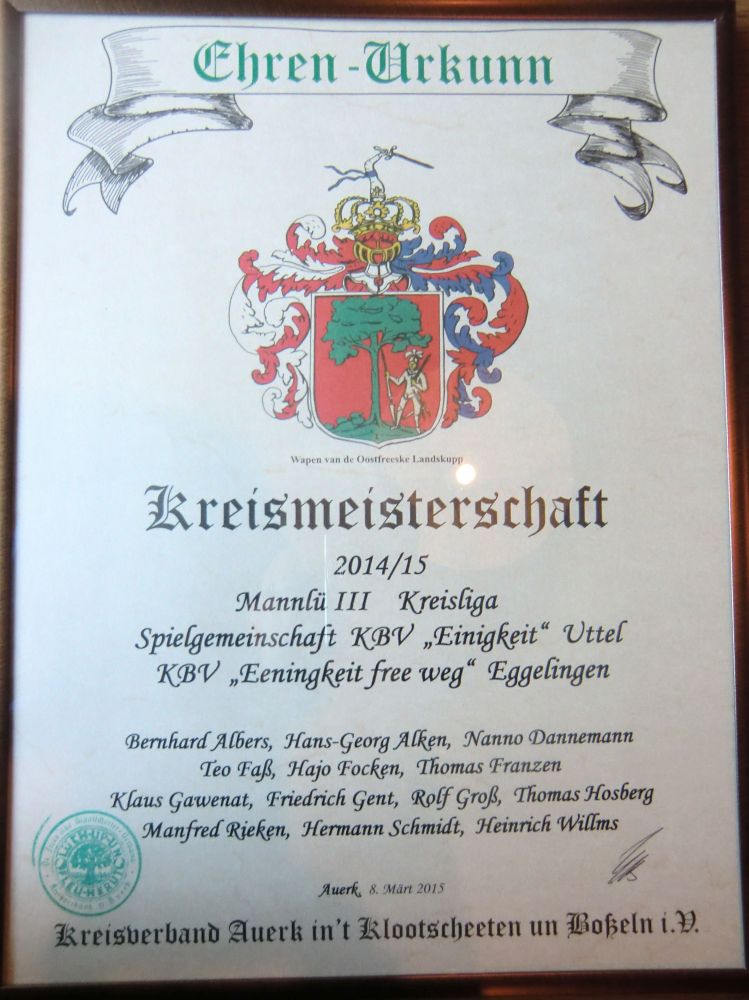 Ehren-Urkunn
Wapen van de Oostfreeske Landskupp
Kreismeisterschaft
2014/15
Mannlü III Kreisliga
Spielgemeinschaft KBV „Einigkeit“ Uttel
KBV „Eeningkeit free weg“ Eggelingen
Bernhard Albers, Hans-Georg Alken, Nanno Dannemann
Teo Faß, Hajo Focken, Thomas Franzen
Klaus Gawenat, Friedrich Gent, Rolf Groß, Thomas Hosberg
Manfred Rieken, Hermann Schmidt, Heinrich Willms
Auerk, 8. Märt 2015
Kreisverband Auerk in't Klootscheeten un Boßeln i.V.